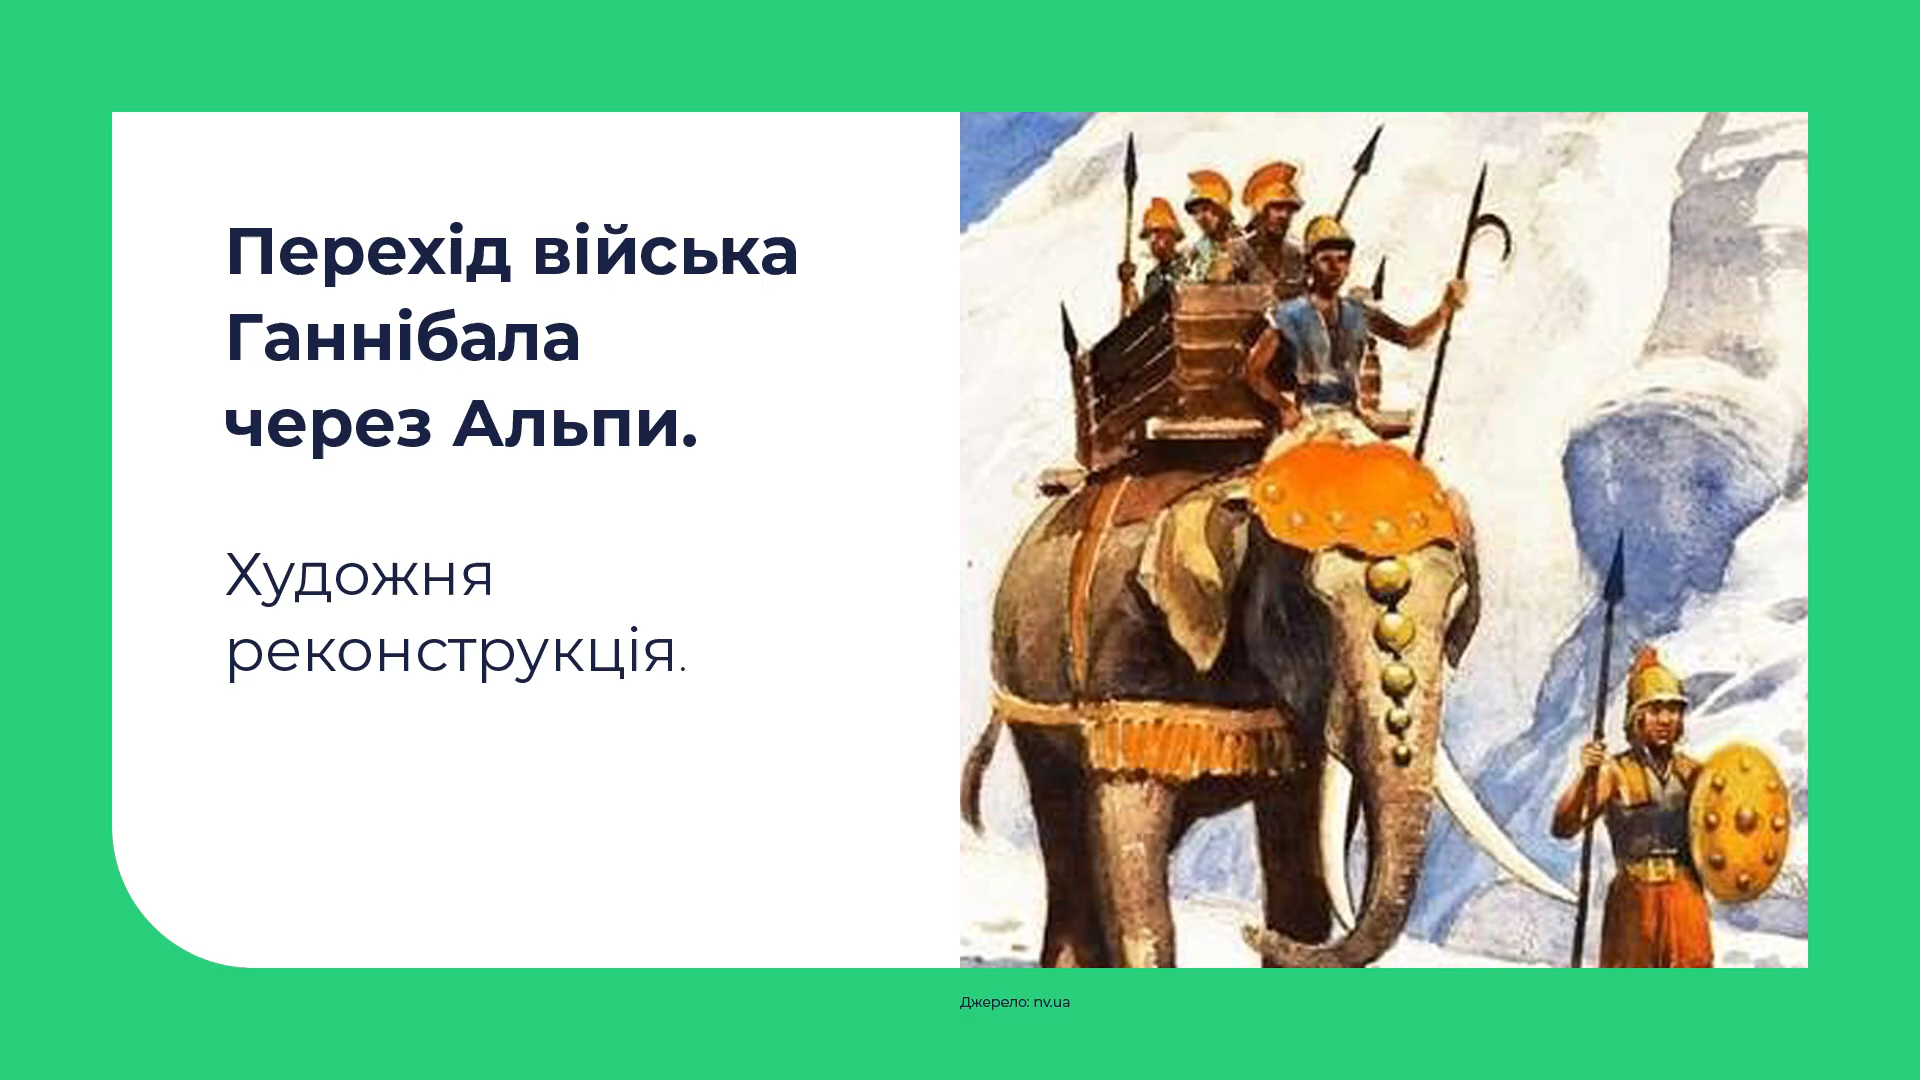 Перехід війська
Ганнібала
через Альпи.
Художня
реконструкція.
Джерело: nv.ua